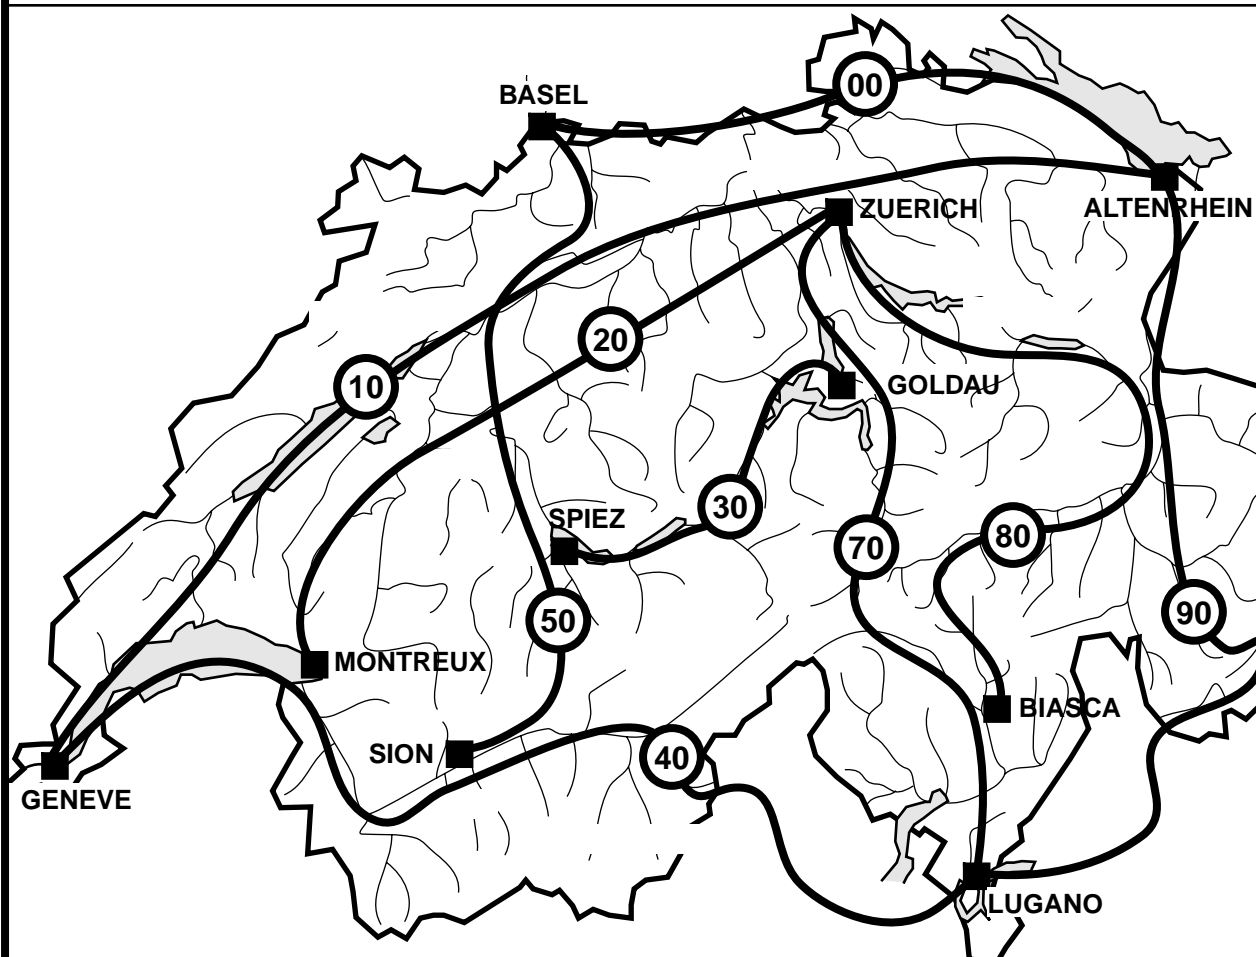 00
BASEL
ZUERICH
ALTENRHEIN
20
10
GOLDAU
30
SPIEZ
80
70
50
90
MONTREUX
BIASCA
SION
40
GENEVE
LUGANO